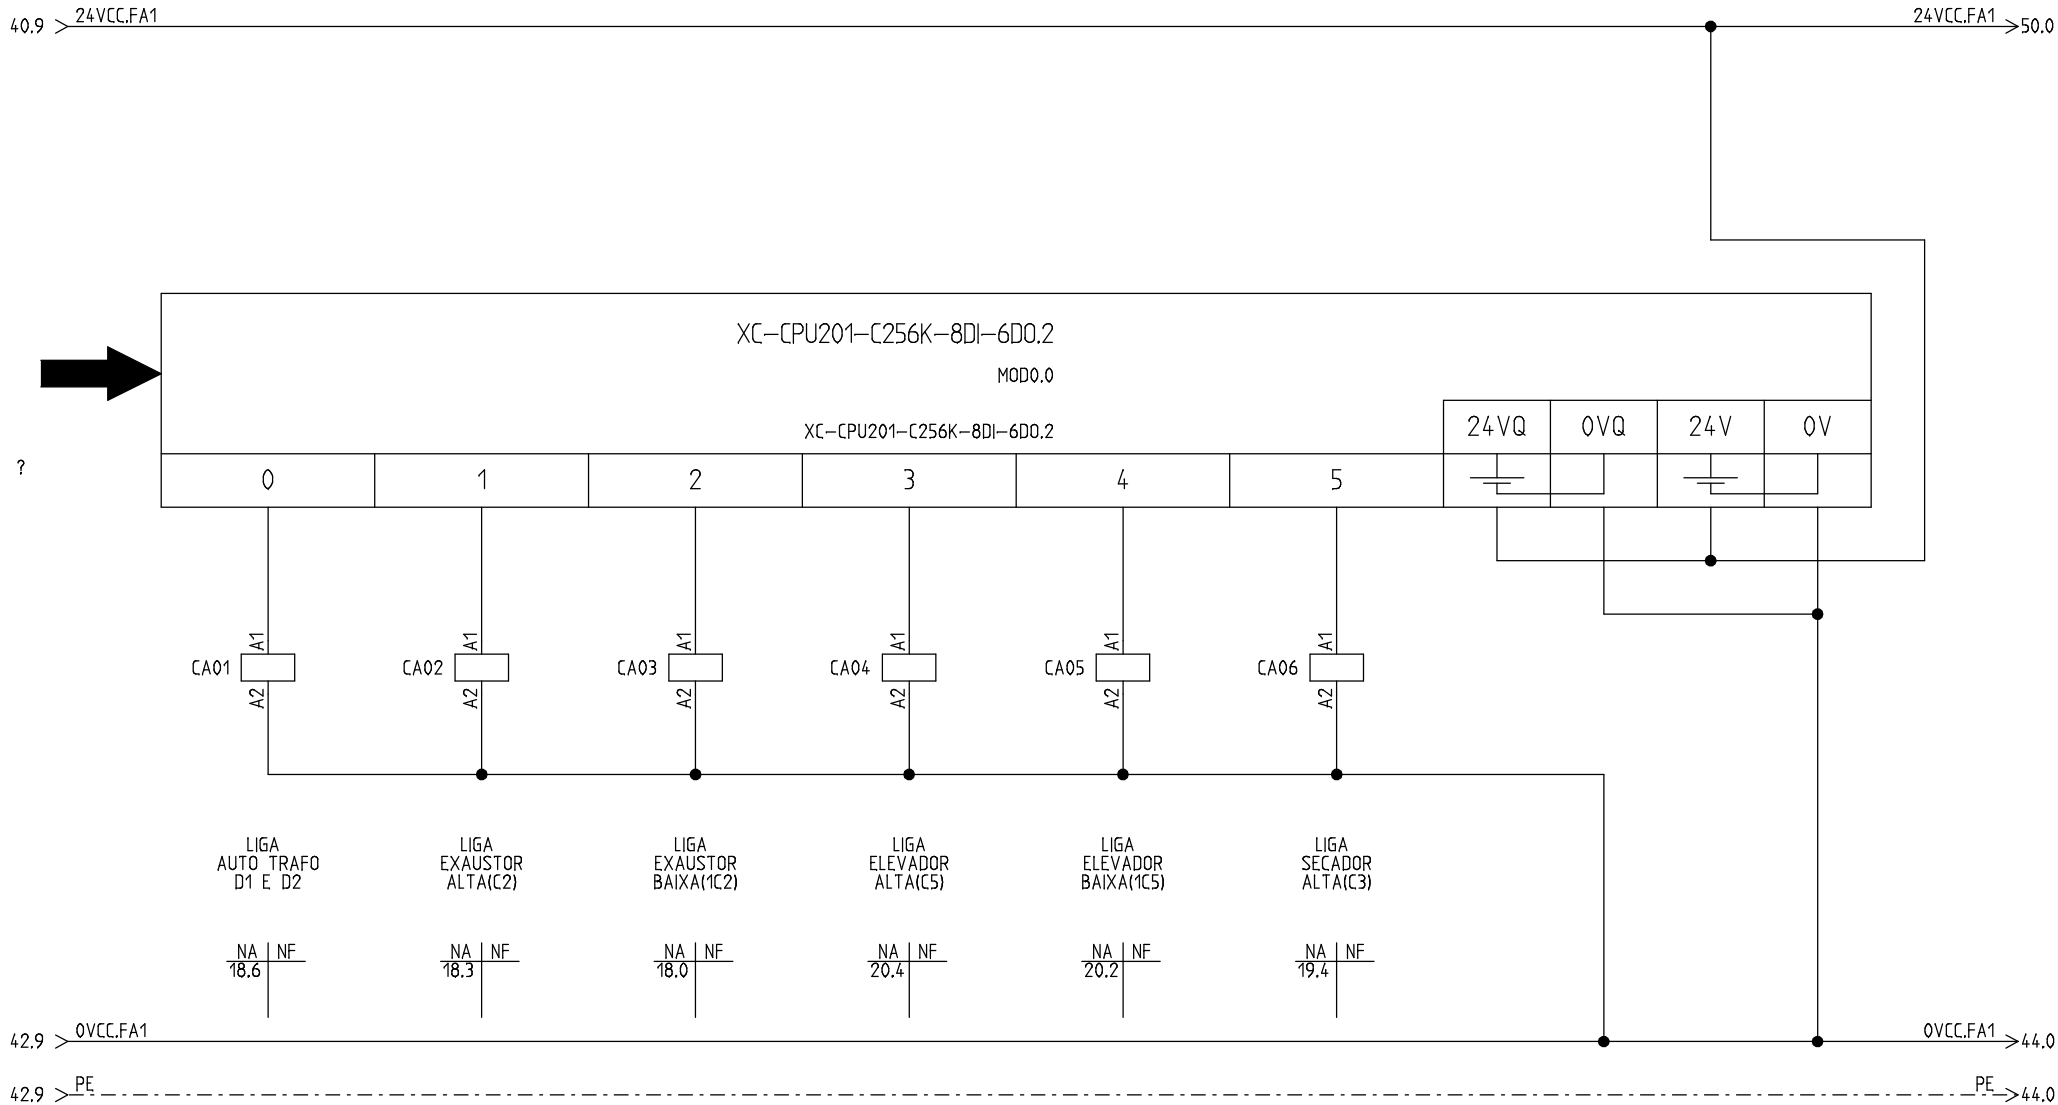 24VCC.FA1
24VCC.FA1
40.9
50.0
XC-CPU201-C256K-8DI-6DO.2
MOD0.0
XC-CPU201-C256K-8DI-6DO.2
24VQ
0VQ
24V
0V
?
0
1
2
3
4
5
A1
A1
A1
A1
A1
A1
CA01
CA02
CA03
CA04
CA05
CA06
A2
A2
A2
A2
A2
A2
LIGA
AUTO TRAFO
D1 E D2
LIGA
EXAUSTOR
ALTA(C2)
LIGA
EXAUSTOR
BAIXA(1C2)
LIGA
ELEVADOR
ALTA(C5)
LIGA
ELEVADOR
BAIXA(1C5)
LIGA
SECADOR
ALTA(C3)
NA NF
18.6
NA NF
18.3
NA NF
18.0
NA NF
20.4
NA NF
20.2
NA NF
19.4
0VCC.FA1
0VCC.FA1
42.9
44.0
PE
PE
42.9
44.0